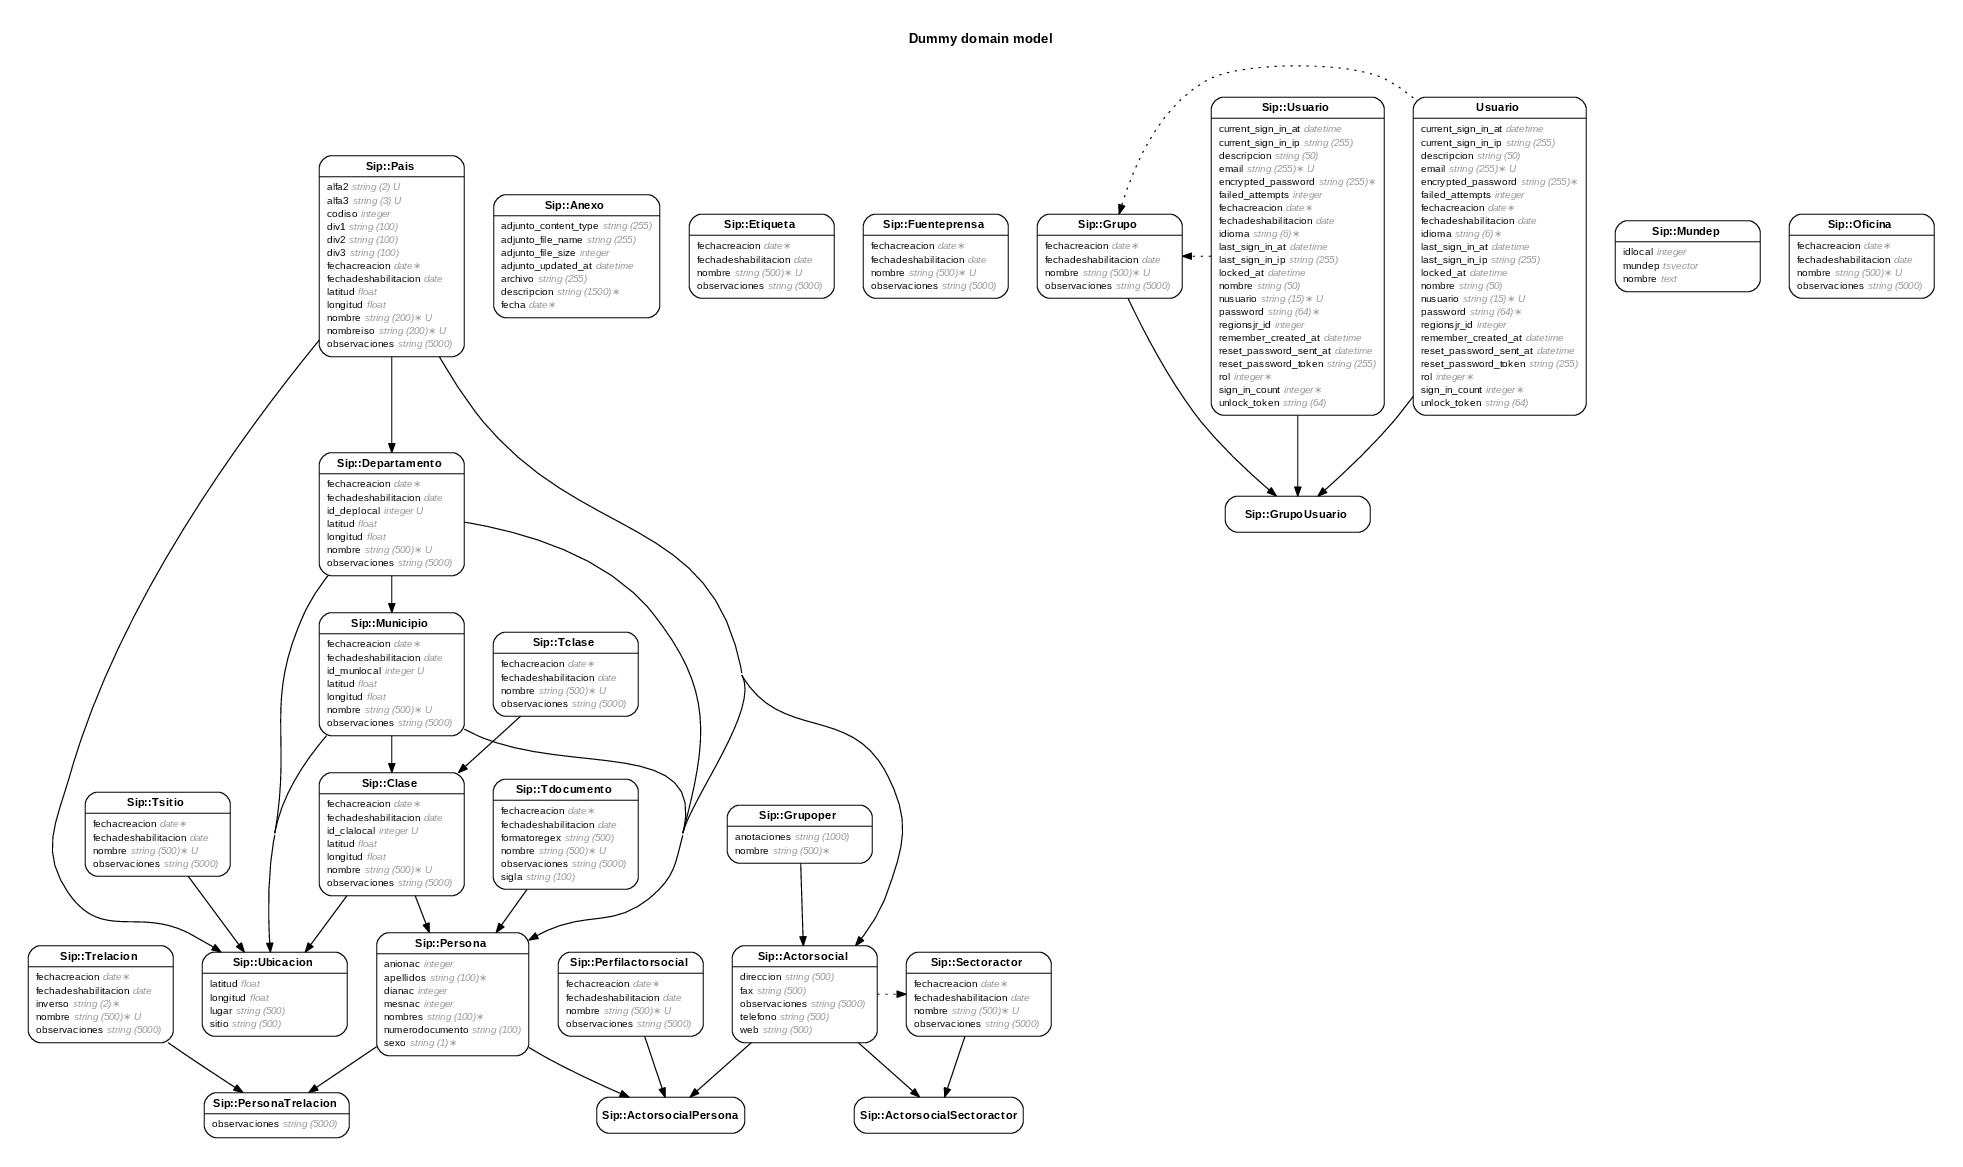 Dummy domain model
Sip::Pais
alfa2 string (2) U
alfa3 string (3) U
codiso integer
div1 string (100)
div2 string (100)
div3 string (100)
fechacreacion date∗
fechadeshabilitacion date
latitud float
longitud float
nombre string (200)∗ U
nombreiso string (200)∗ U
observaciones string (5000)
Sip::Anexo
adjunto_content_type string (255)
adjunto_file_name string (255)
adjunto_file_size integer
adjunto_updated_at datetime
archivo string (255)
descripcion string (1500)∗
fecha date∗
Sip::Etiqueta
fechacreacion date∗
fechadeshabilitacion date
nombre string (500)∗ U
observaciones string (5000)
Sip::Fuenteprensa
fechacreacion date∗
fechadeshabilitacion date
nombre string (500)∗ U
observaciones string (5000)
Sip::Grupo
fechacreacion date∗
fechadeshabilitacion date
nombre string (500)∗ U
observaciones string (5000)
Sip::Usuario
current_sign_in_at datetime
current_sign_in_ip string (255)
descripcion string (50)
email string (255)∗ U
encrypted_password string (255)∗
failed_attempts integer
fechacreacion date∗
fechadeshabilitacion date
idioma string (6)∗
last_sign_in_at datetime
last_sign_in_ip string (255)
locked_at datetime
nombre string (50)
nusuario string (15)∗ U
password string (64)∗
regionsjr_id integer
remember_created_at datetime
reset_password_sent_at datetime
reset_password_token string (255)
rol integer∗
sign_in_count integer∗
unlock_token string (64)
Usuario
current_sign_in_at datetime
current_sign_in_ip string (255)
descripcion string (50)
email string (255)∗ U
encrypted_password string (255)∗
failed_attempts integer
fechacreacion date∗
fechadeshabilitacion date
idioma string (6)∗
last_sign_in_at datetime
last_sign_in_ip string (255)
locked_at datetime
nombre string (50)
nusuario string (15)∗ U
password string (64)∗
regionsjr_id integer
remember_created_at datetime
reset_password_sent_at datetime
reset_password_token string (255)
rol integer∗
sign_in_count integer∗
unlock_token string (64)
Sip::Mundep
idlocal integer
mundep tsvector
nombre text
Sip::Oficina
fechacreacion date∗
fechadeshabilitacion date
nombre string (500)∗ U
observaciones string (5000)
Sip::Departamento
fechacreacion date∗
fechadeshabilitacion date
id_deplocal integer U
latitud float
longitud float
nombre string (500)∗ U
observaciones string (5000)
Sip::GrupoUsuario
Sip::Municipio
fechacreacion date∗
fechadeshabilitacion date
id_munlocal integer U
latitud float
longitud float
nombre string (500)∗ U
observaciones string (5000)
Sip::Tclase
fechacreacion date∗
fechadeshabilitacion date
nombre string (500)∗ U
observaciones string (5000)
Sip::Tsitio
fechacreacion date∗
fechadeshabilitacion date
nombre string (500)∗ U
observaciones string (5000)
Sip::Clase
fechacreacion date∗
fechadeshabilitacion date
id_clalocal integer U
latitud float
longitud float
nombre string (500)∗ U
observaciones string (5000)
Sip::Tdocumento
fechacreacion date∗
fechadeshabilitacion date
formatoregex string (500)
nombre string (500)∗ U
observaciones string (5000)
sigla string (100)
Sip::Grupoper
anotaciones string (1000)
nombre string (500)∗
Sip::Trelacion
fechacreacion date∗
fechadeshabilitacion date
inverso string (2)∗
nombre string (500)∗ U
observaciones string (5000)
Sip::Ubicacion
latitud float
longitud float
lugar string (500)
sitio string (500)
Sip::Persona
anionac integer
apellidos string (100)∗
dianac integer
mesnac integer
nombres string (100)∗
numerodocumento string (100)
sexo string (1)∗
Sip::Perfilactorsocial
fechacreacion date∗
fechadeshabilitacion date
nombre string (500)∗ U
observaciones string (5000)
Sip::Actorsocial
direccion string (500)
fax string (500)
observaciones string (5000)
telefono string (500)
web string (500)
Sip::Sectoractor
fechacreacion date∗
fechadeshabilitacion date
nombre string (500)∗ U
observaciones string (5000)
Sip::PersonaTrelacion
observaciones string (5000)
Sip::ActorsocialPersona
Sip::ActorsocialSectoractor